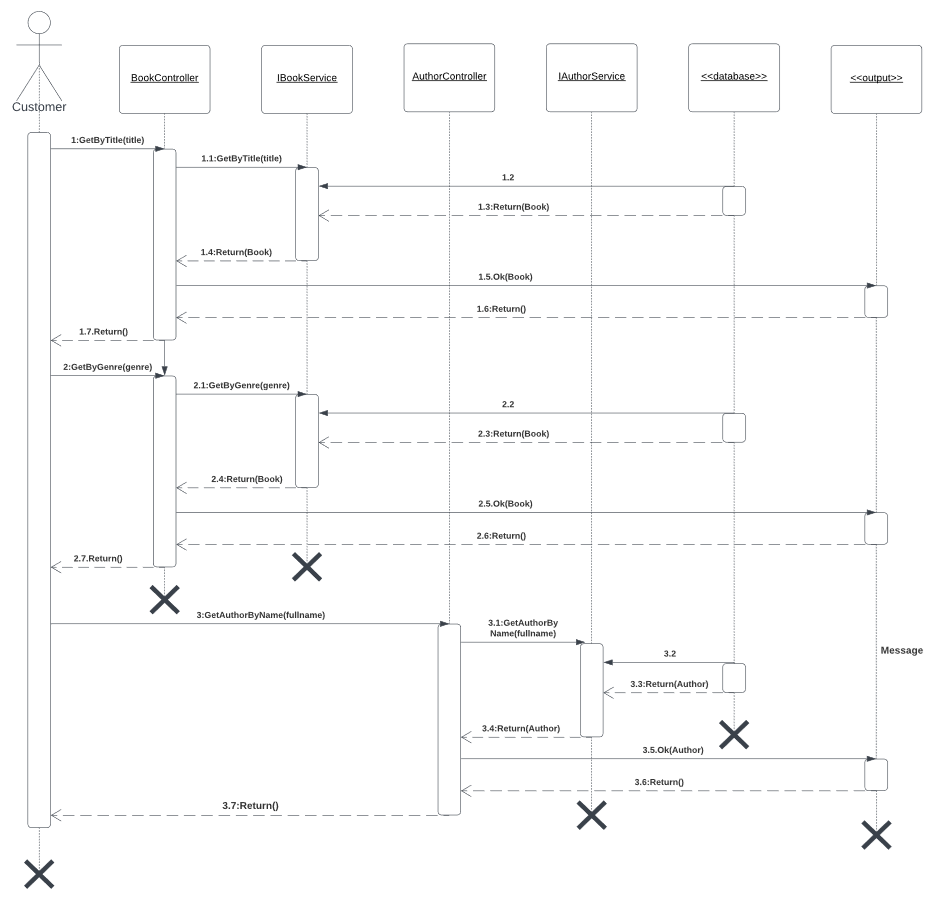 Customer
BookController
IBookService
AuthorController
IAuthorService
<<database>>
<<output>>
1:GetByTitle(title)
1.1:GetByTitle(title)
1.2
1.3:Return(Book)
1.4:Return(Book)
1.5.Ok(Book)
1.6:Return()
1.7.Return()
2:GetByGenre(genre)
2.1:GetByGenre(genre)
2.2
2.3:Return(Book)
2.4:Return(Book)
2.5.Ok(Book)
2.6:Return()
2.7.Return()
3:GetAuthorByName(fullname)
3.1:GetAuthorBy
Name(fullname)
Message
3.2
3.3:Return(Author)
3.4:Return(Author)
3.5.Ok(Author)
3.6:Return()
3.7:Return()